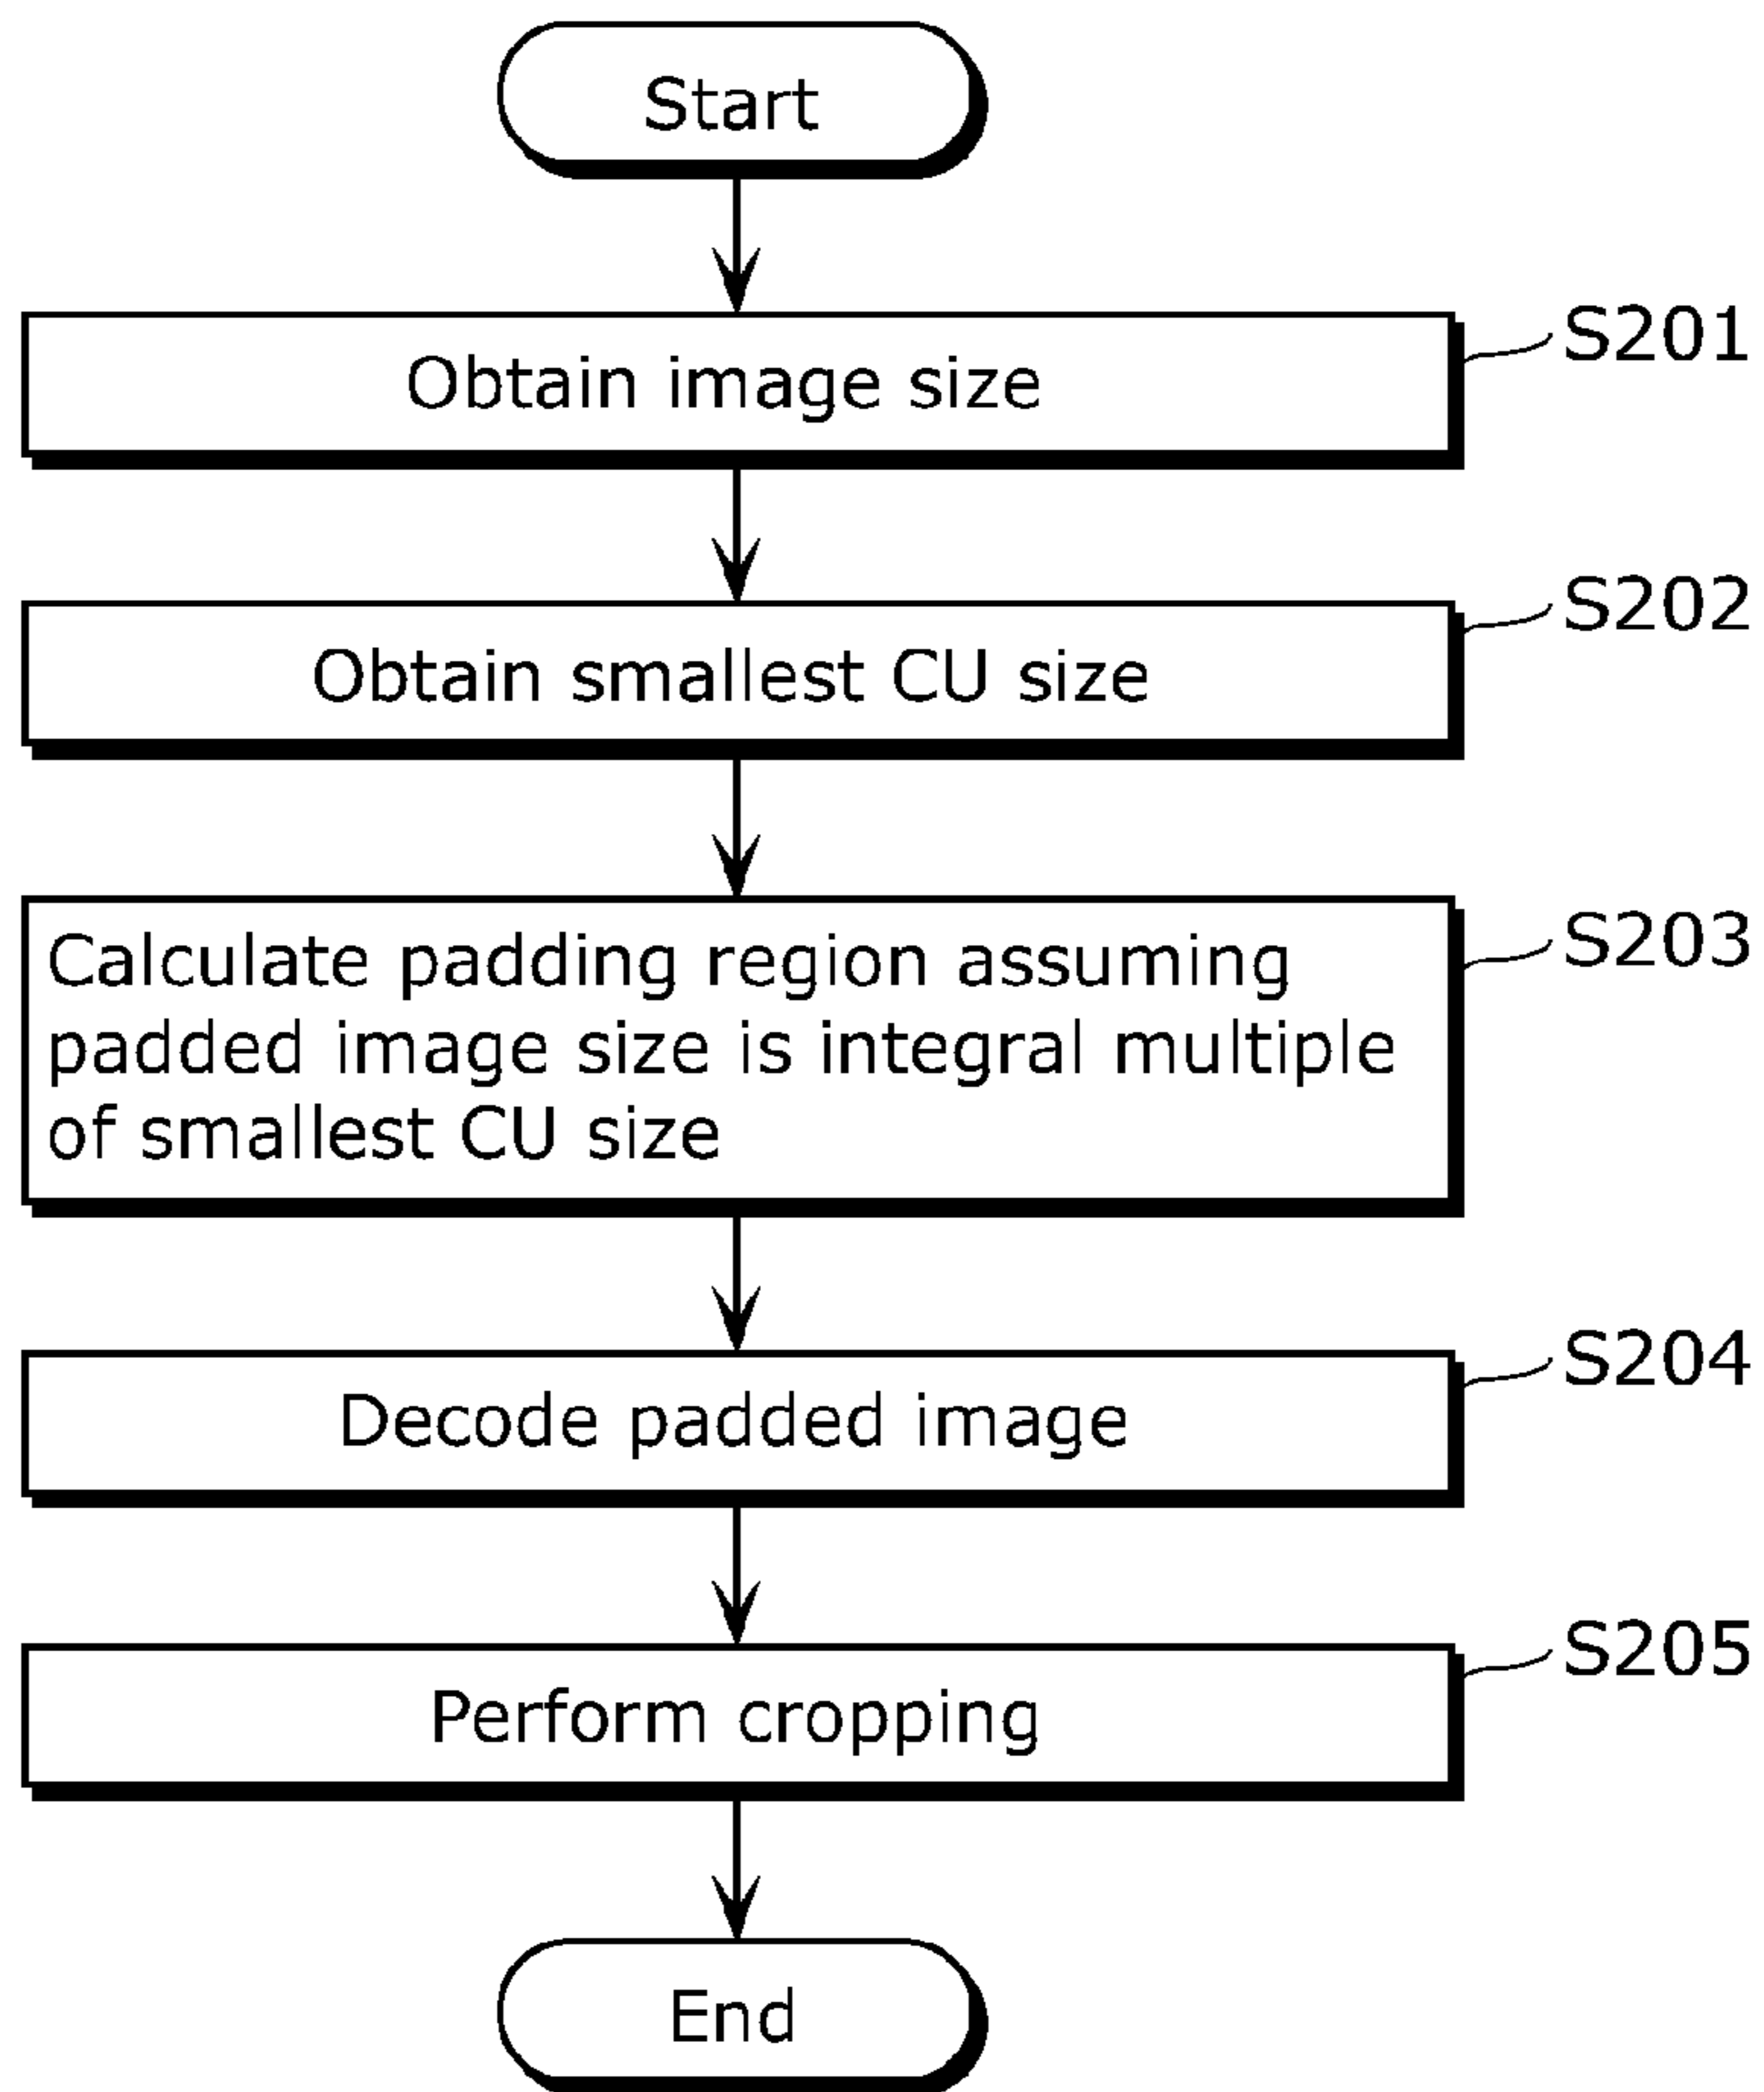 Start
Obtain image size
S201
Obtain smallest CU size
S202
Calculate padding region assuming
padded image size is integral multiple
of smallest CU size
S203
Decode padded image
S204
Perform cropping
S205
End